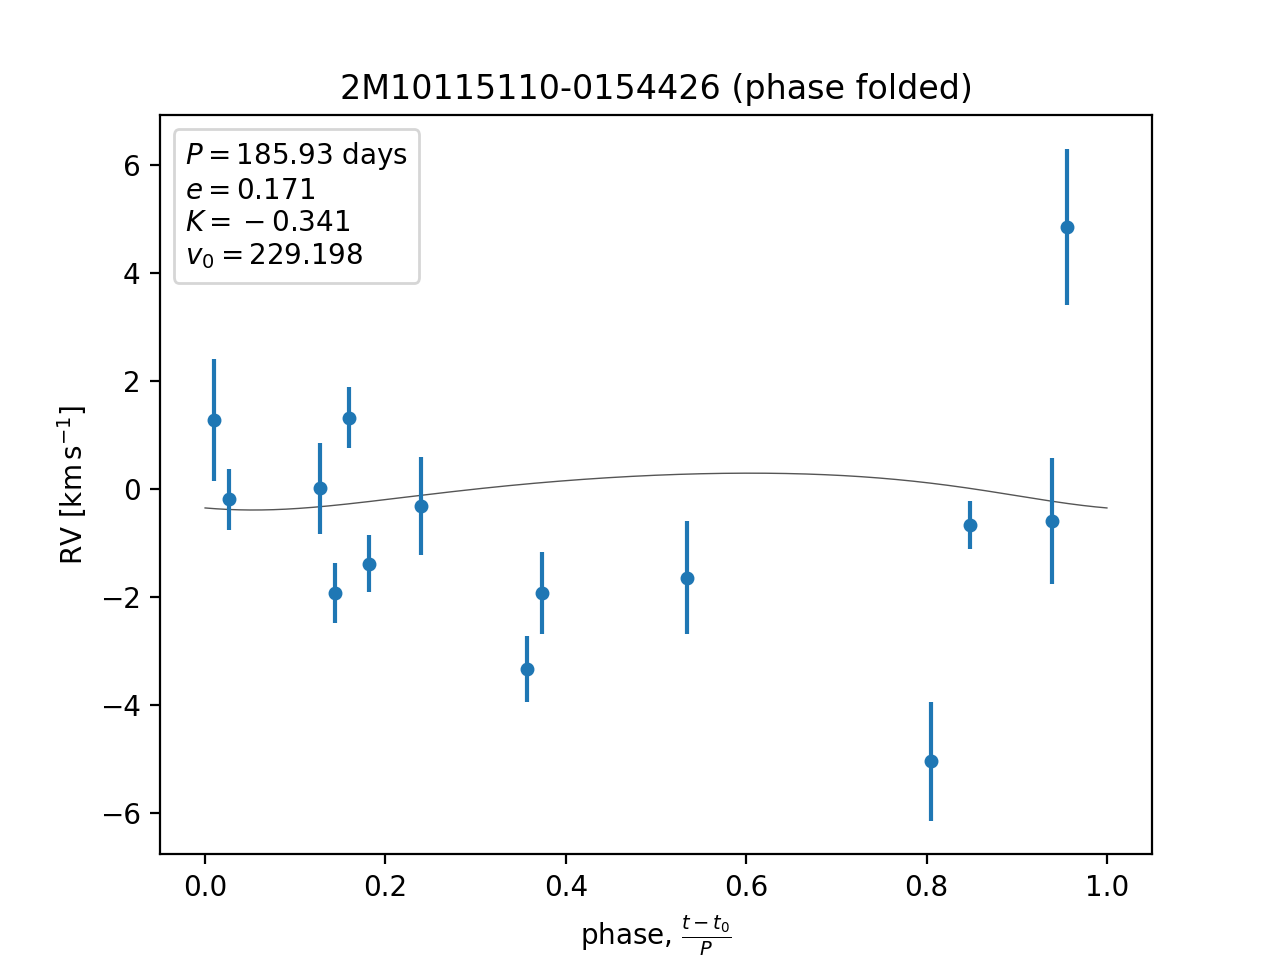 2M10115110-0154426 (phase folded)
P = 185.93 days
e = 0.171
K = −0.341
v₀ = 229.198
6
4
2
0
−2
−4
−6
RV [km s⁻¹]
0.0 0.2 0.4 0.6 0.8 1.0
phase, (t − t₀)/P